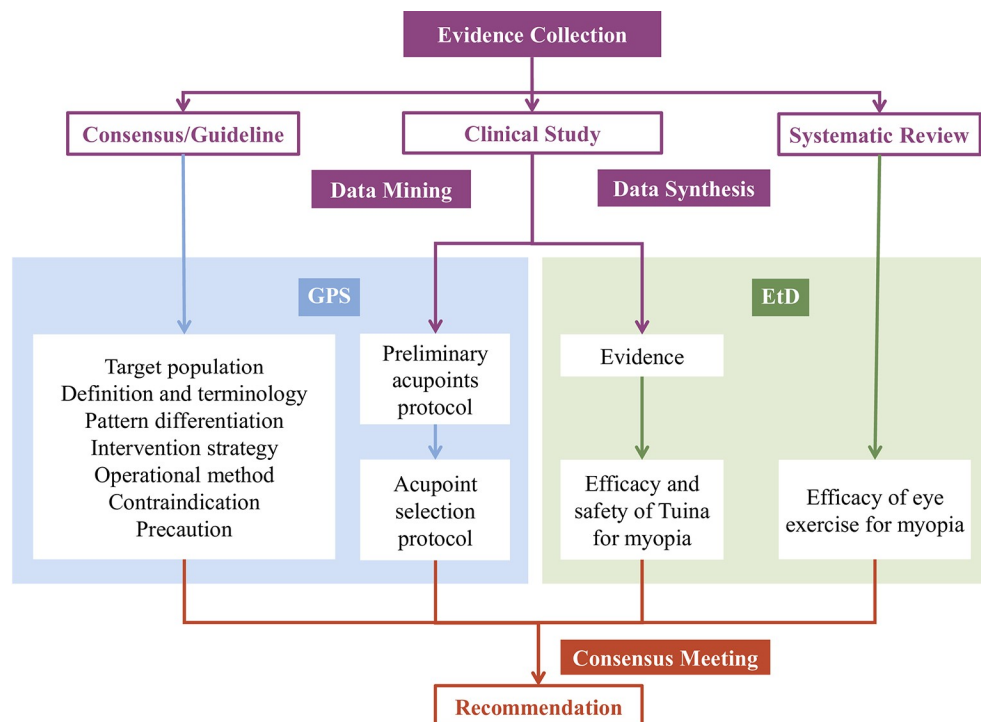 Evidence Collection
Consensus/Guideline
Clinical Study
Systematic Review
Data Mining
Data Synthesis
GPS
EtD
Target population
Definition and terminology
Pattern differentiation
Intervention strategy
Operational method
Contraindication
Precaution
Preliminary
acupoints
protocol
Acupoint
selection
protocol
Evidence
Efficacy and
safety of Tuina
for myopia
Efficacy of eye
exercise for myopia
Consensus Meeting
Recommendation